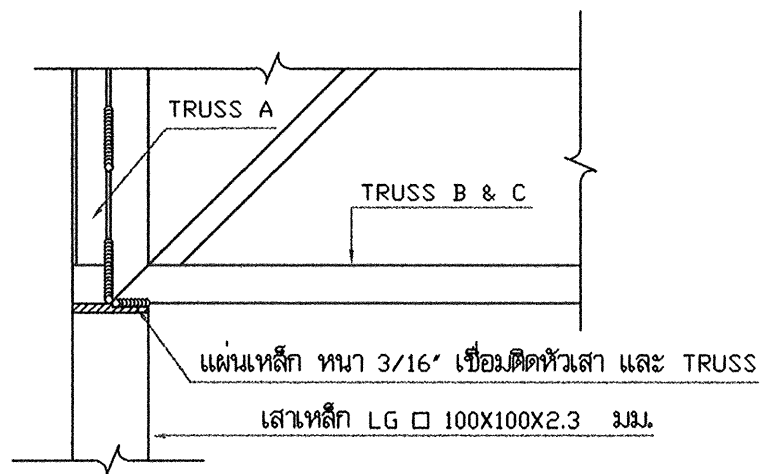 TRUSS A
TRUSS B & C
แผ่นเหล็ก หนา 3/16" เชื่อมติดหัวเสา และ TRUSS
เสาเหล็ก LG □ 100X100X2.3 มม.